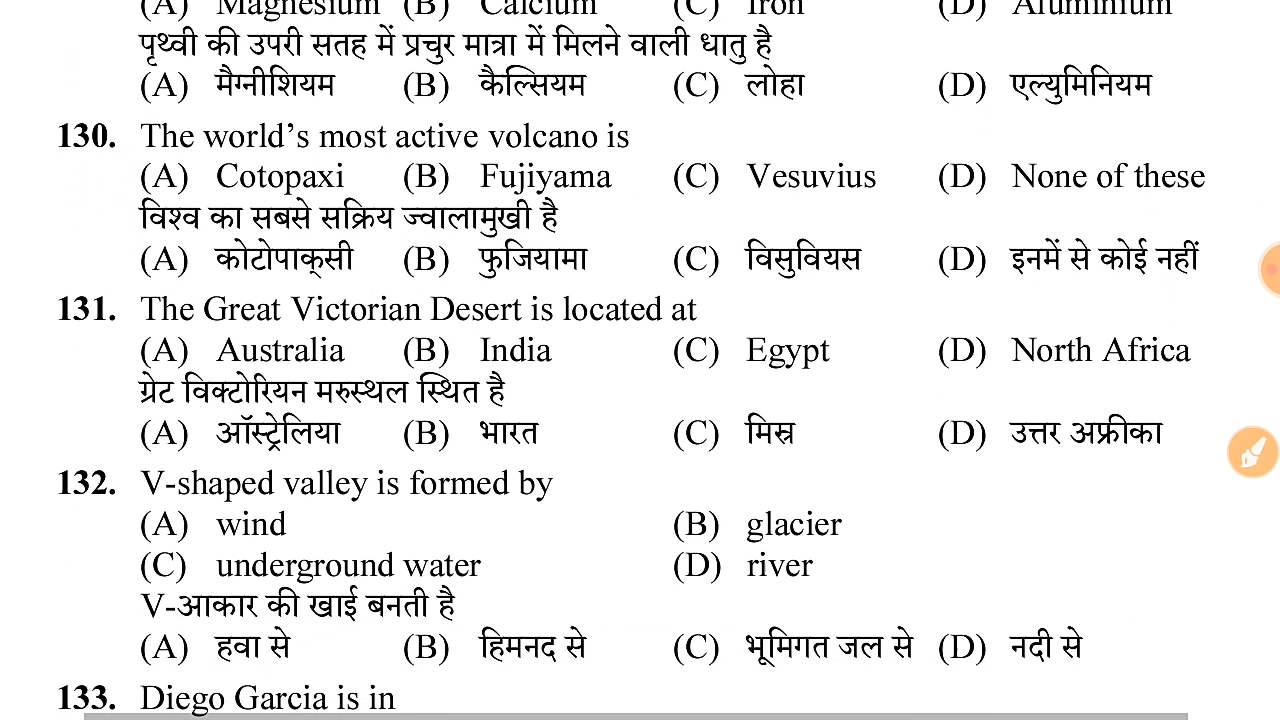 (A) Magnesium (B) Calcium (C) Iron (D) Aluminium
पृथ्वी की उपरी सतह में प्रचुर मात्रा में मिलने वाली धातु है
(A) मैग्नीशियम (B) कैल्सियम (C) लोहा (D) एल्युमिनियम
130. The world's most active volcano is
(A) Cotopaxi (B) Fujiyama (C) Vesuvius (D) None of these
विश्व का सबसे सक्रिय ज्वालामुखी है
(A) कोटोपाक्सी (B) फुजियामा (C) विसुवियस (D) इनमें से कोई नहीं
131. The Great Victorian Desert is located at
(A) Australia (B) India (C) Egypt (D) North Africa
ग्रेट विक्टोरियन मरुस्थल स्थित है
(A) ऑस्ट्रेलिया (B) भारत (C) मिस्र (D) उत्तर अफ्रीका
132. V-shaped valley is formed by
(A) wind (B) glacier
(C) underground water (D) river
V-आकार की खाई बनती है
(A) हवा से (B) हिमनद से (C) भूमिगत जल से (D) नदी से
133. Diego Garcia is in